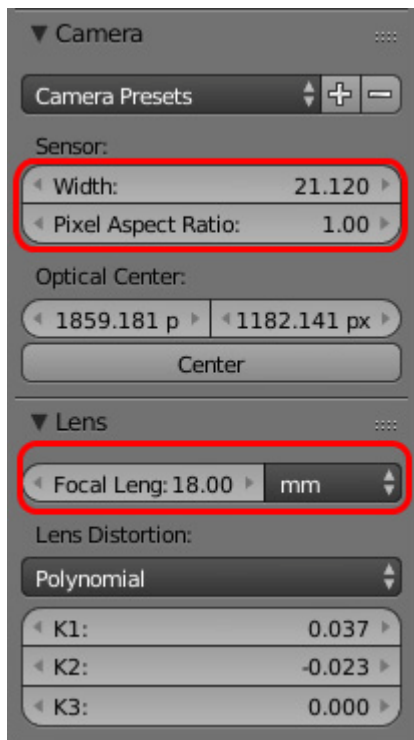 Camera
Camera Presets
Sensor:
Width: 21.120
Pixel Aspect Ratio: 1.00
Optical Center:
1859.181 p 1182.141 px
Center
Lens
Focal Leng: 18.00 mm
Lens Distortion:
Polynomial
K1: 0.037
K2: -0.023
K3: 0.000